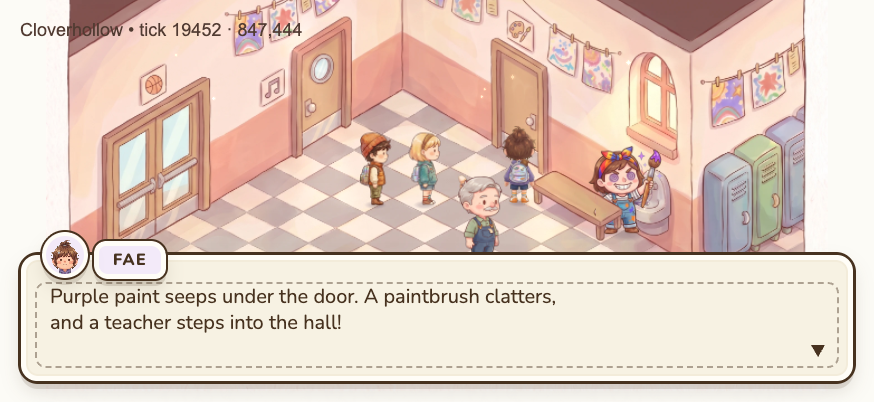 Cloverhollow • tick 19452 · 847,444
FAE
Purple paint seeps under the door. A paintbrush clatters,
and a teacher steps into the hall!